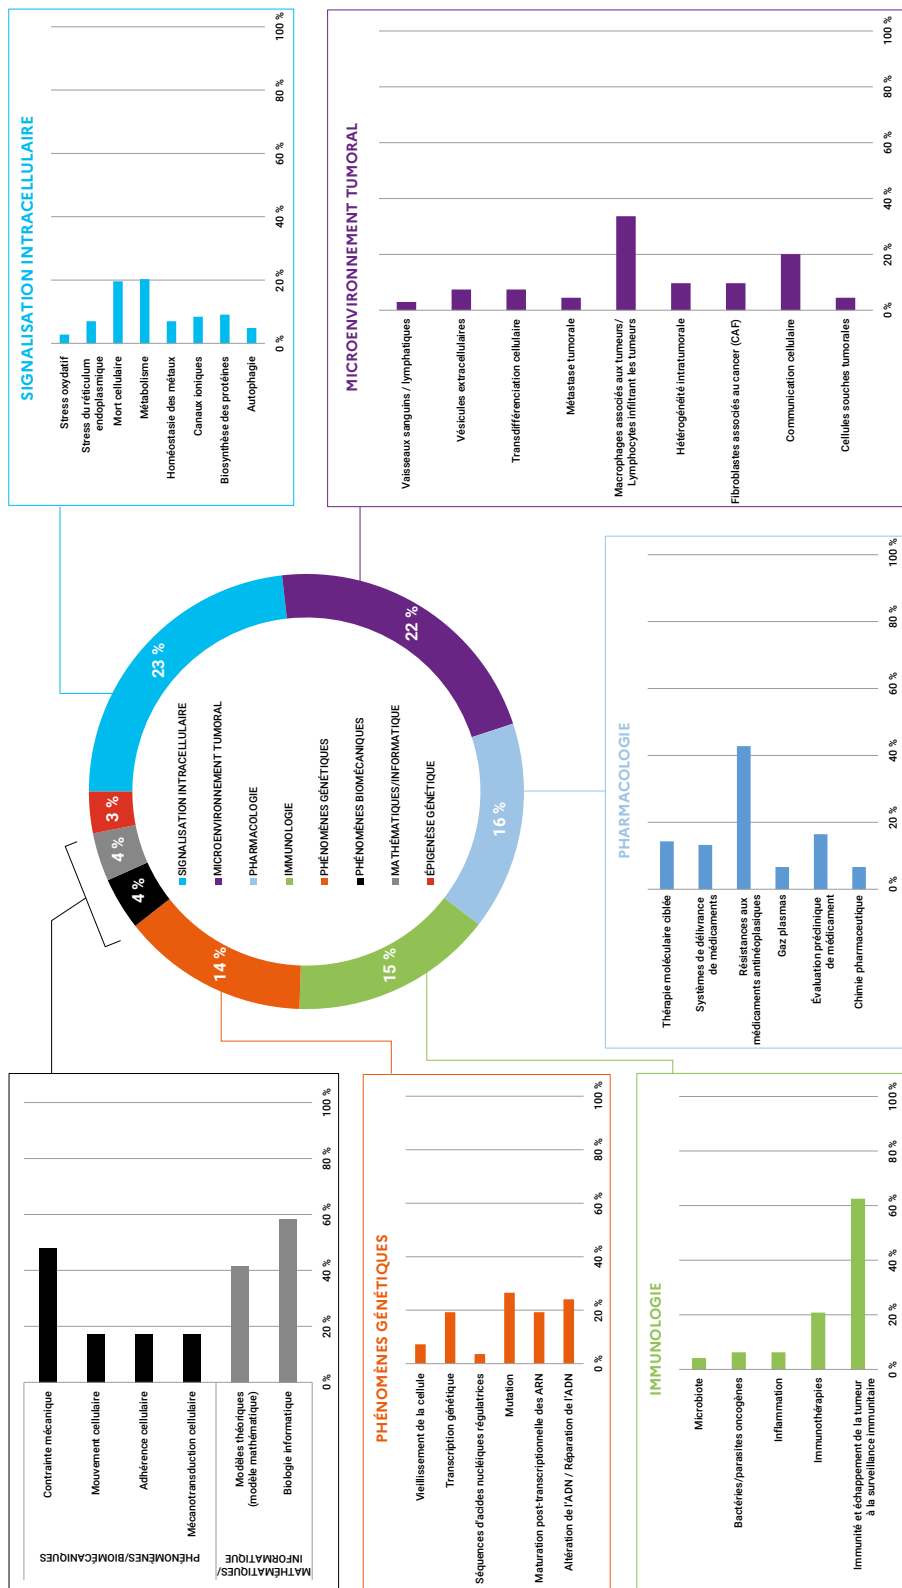 SIGNALISATION INTRACELLULAIRE
Stress oxydatif
Stress du réticulum
endoplasmique
Mort cellulaire
Métabolisme
Homéostasie des métaux
Canaux ioniques
Biosynthèse des protéines
Autophagie
0 %
20 %
40 %
60 %
80 %
100 %
MICROENVIRONNEMENT TUMORAL
Vaisseaux sanguins / lymphatiques
Vésicules extracellulaires
Transdifférenciation cellulaire
Métastase tumorale
Macrophages associés aux tumeurs/
Lymphocytes infiltrant les tumeurs
Hétérogénéité intratumorale
Fibroblastes associés au cancer (CAF)
Communication cellulaire
Cellules souches tumorales
0 %
20 %
40 %
60 %
80 %
100 %
23 %
22 %
16 %
15 %
14 %
4 %
4 %
3 %
SIGNALISATION INTRACELLULAIRE
MICROENVIRONNEMENT TUMORAL
PHARMACOLOGIE
IMMUNOLOGIE
PHÉNOMÈNES GÉNÉTIQUES
PHÉNOMÈNES BIOMÉCANIQUES
MATHÉMATIQUES/INFORMATIQUE
ÉPIGENÈSE GÉNÉTIQUE
PHARMACOLOGIE
Thérapie moléculaire ciblée
Systèmes de délivrance
de médicaments
Résistances aux
médicaments antinéoplasiques
Gaz plasmas
Évaluation préclinique
de médicament
Chimie pharmaceutique
0 %
20 %
40 %
60 %
80 %
100 %
PHÉNOMÈNES/BIOMÉCANIQUES
MATHÉMATIQUES/
INFORMATIQUE
Contrainte mécanique
Mouvement cellulaire
Adhérence cellulaire
Mécanotransduction cellulaire
Modèles théoriques
(modèle mathématique)
Biologie informatique
0 %
20 %
40 %
60 %
80 %
100 %
PHÉNOMÈNES GÉNÉTIQUES
Vieillissement de la cellule
Transcription génétique
Séquences d'acides nucléiques régulatrices
Mutation
Maturation post-transcriptionnelle des ARN
Altération de l'ADN / Réparation de l'ADN
0 %
20 %
40 %
60 %
80 %
100 %
IMMUNOLOGIE
Microbiote
Bactéries/parasites oncogènes
Inflammation
Immunothérapies
Immunité et échappement de la tumeur
à la surveillance immunitaire
0 %
20 %
40 %
60 %
80 %
100 %